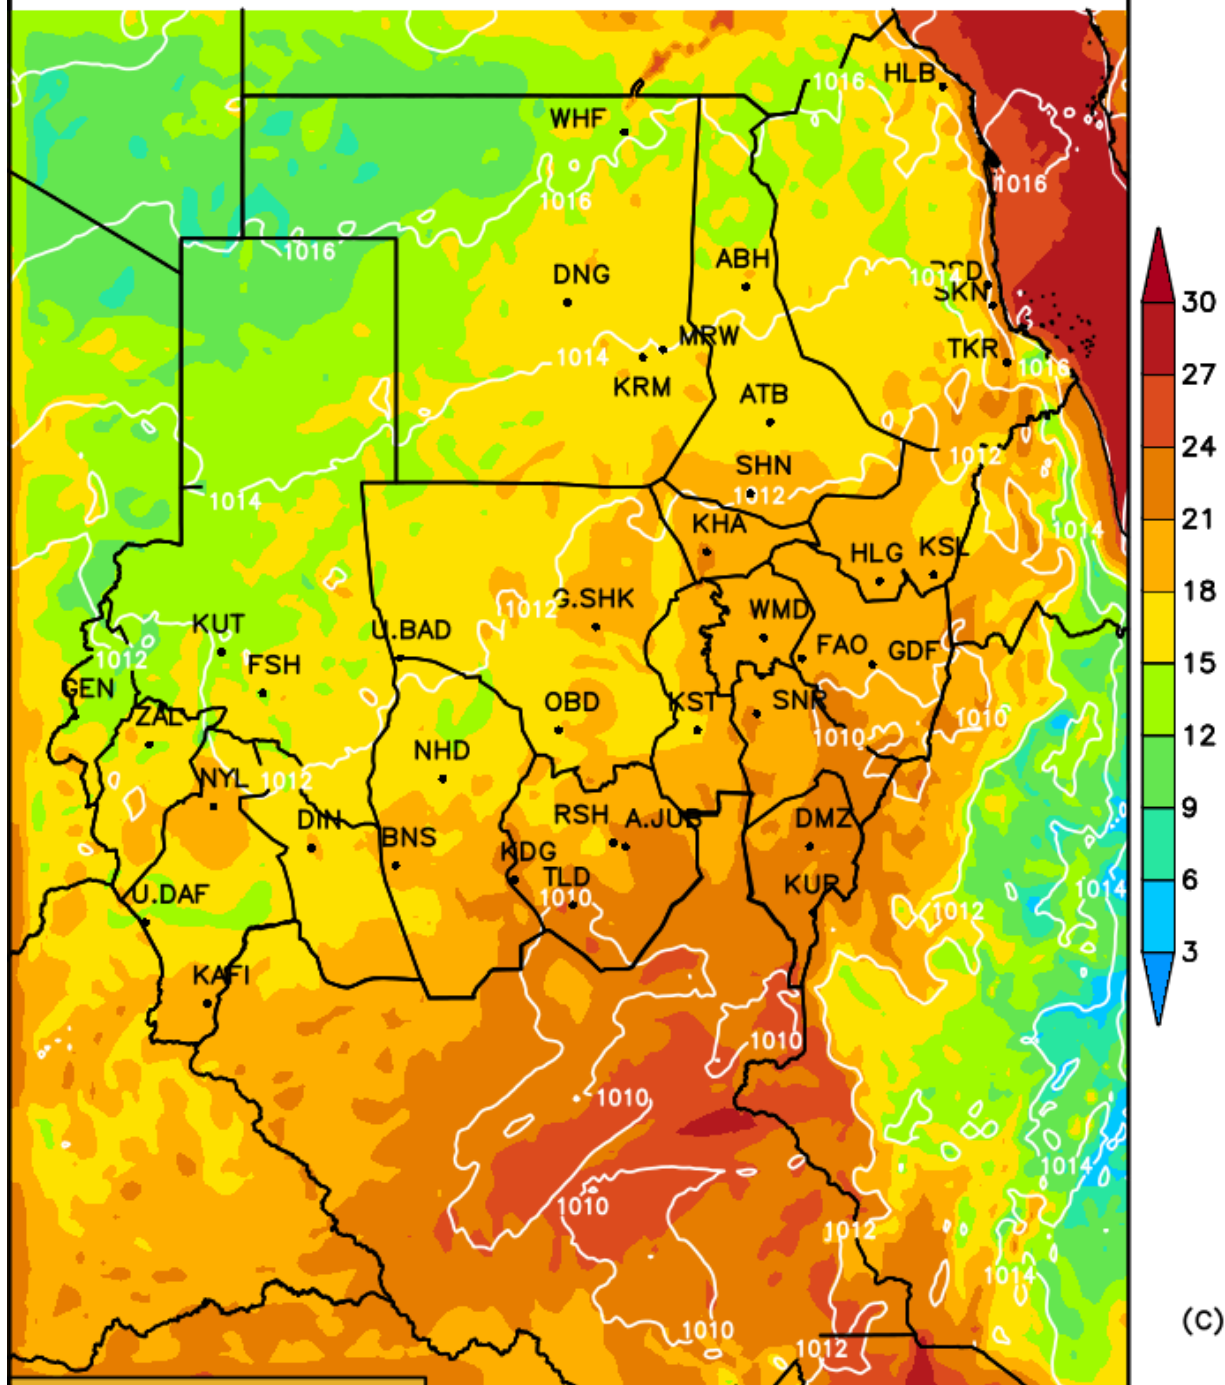 HLB
1016
WHF
1016
1016
1016
ABH
DNG
1014
SKN
30
MRW
TKR
1014
1016
27
KRM
ATB
24
1012
SHN
1012
1014
21
KHA
1014
HLG
KSL
18
G.SHK
1012
WMD
KUT
U.BAD
FAO
GDF
1012
FSH
15
GEN
OBD
KST
SNR
ZAL
1010
12
1010
NHD
NYL
1012
9
DIN
RSH
A.JUB
DMZ
BNS
KDG
6
TLD
KUR
1014
U.DAF
1010
1012
3
KAFI
1010
1010
1014
1010
1012
1014
1010
(C)
1012